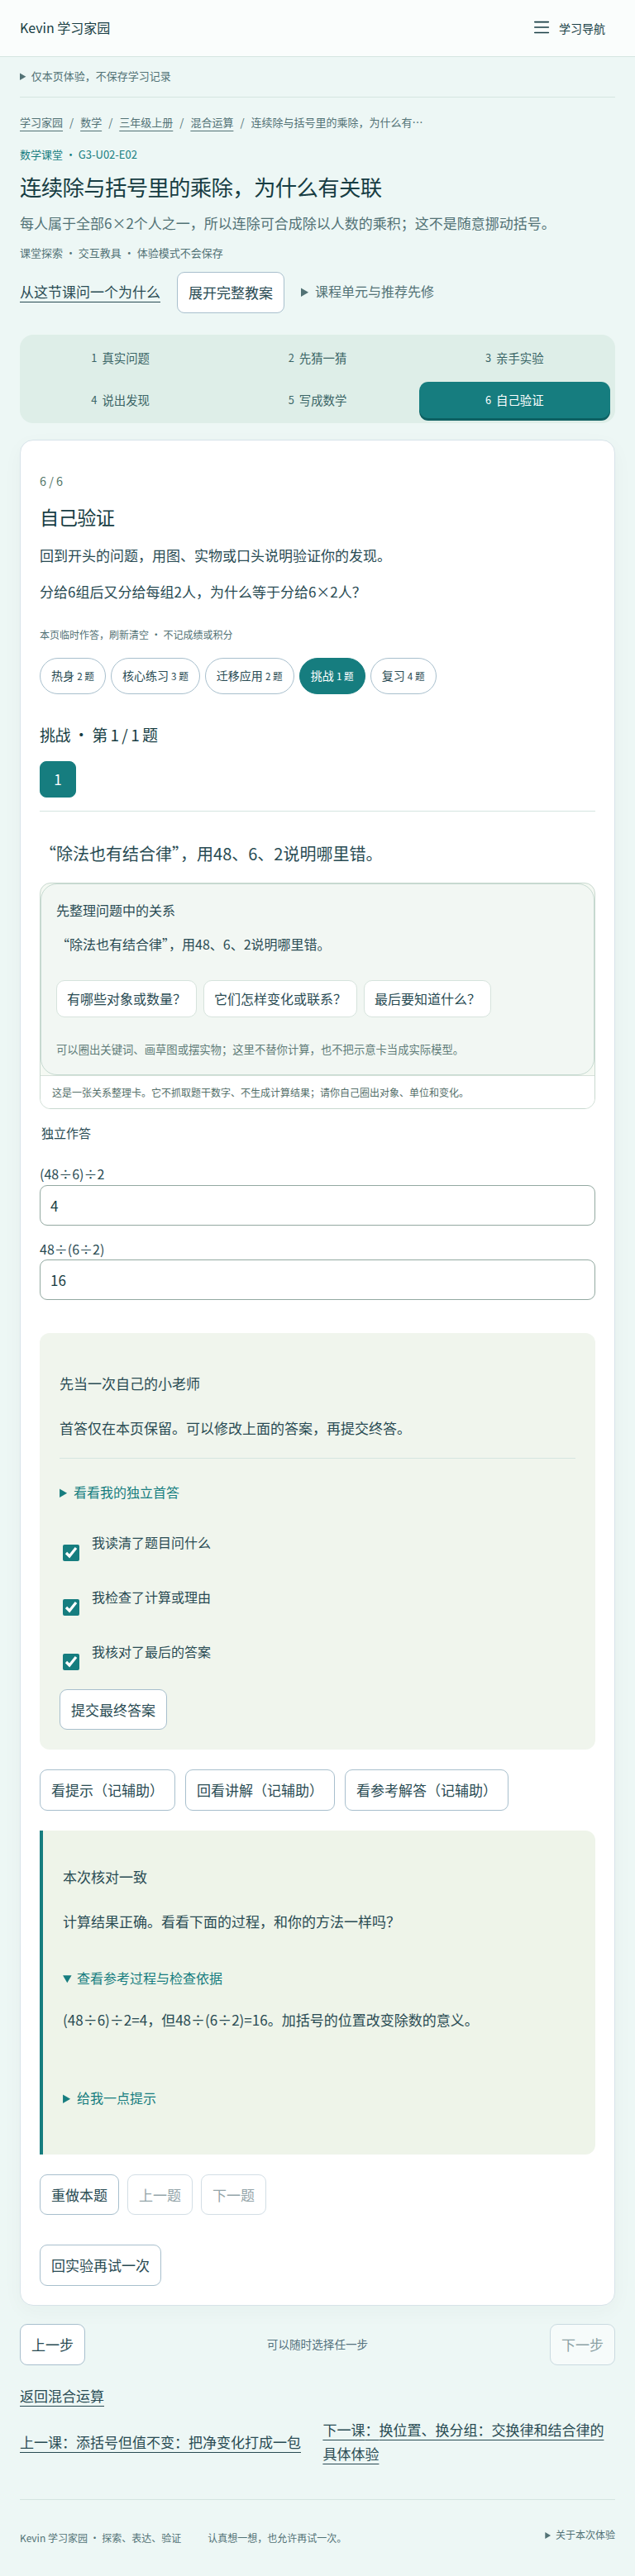 Kevin 学习家园
学习导航
仅本页体验，不保存学习记录
学习家园 / 数学 / 三年级上册 / 混合运算 / 连续除与括号里的乘除，为什么有…
数学课堂 · G3-U02-E02
连续除与括号里的乘除，为什么有关联
每人属于全部6×2个人之一，所以连除可合成除以人数的乘积；这不是随意挪动括号。
课堂探索 · 交互教具 · 体验模式不会保存
从这节课问一个为什么
展开完整教案
课程单元与推荐先修
1 真实问题
2 先猜一猜
3 亲手实验
4 说出发现
5 写成数学
6 自己验证
6 / 6
自己验证
回到开头的问题，用图、实物或口头说明验证你的发现。
分给6组后又分给每组2人，为什么等于分给6×2人？
本页临时作答，刷新清空 · 不记成绩或积分
热身 2 题
核心练习 3 题
迁移应用 2 题
挑战 1 题
复习 4 题
挑战 · 第 1 / 1 题
1
“除法也有结合律”，用48、6、2说明哪里错。
先整理问题中的关系
“除法也有结合律”，用48、6、2说明哪里错。
有哪些对象或数量？
它们怎样变化或联系？
最后要知道什么？
可以圈出关键词、画草图或摆实物；这里不替你计算，也不把示意卡当成实际模型。
这是一张关系整理卡。它不抓取题干数字、不生成计算结果；请你自己圈出对象、单位和变化。
独立作答
(48÷6)÷2
4
48÷(6÷2)
16
先当一次自己的小老师
首答仅在本页保留。可以修改上面的答案，再提交终答。
看看我的独立首答
我读清了题目问什么
我检查了计算或理由
我核对了最后的答案
提交最终答案
看提示（记辅助）
回看讲解（记辅助）
看参考解答（记辅助）
本次核对一致
计算结果正确。看看下面的过程，和你的方法一样吗？
查看参考过程与检查依据
(48÷6)÷2=4，但48÷(6÷2)=16。加括号的位置改变除数的意义。
给我一点提示
重做本题
上一题
下一题
回实验再试一次
上一步
可以随时选择任一步
下一步
返回混合运算
上一课：添括号但值不变：把净变化打成一包
下一课：换位置、换分组：交换律和结合律的
具体体验
Kevin 学习家园 · 探索、表达、验证
认真想一想，也允许再试一次。
关于本次体验